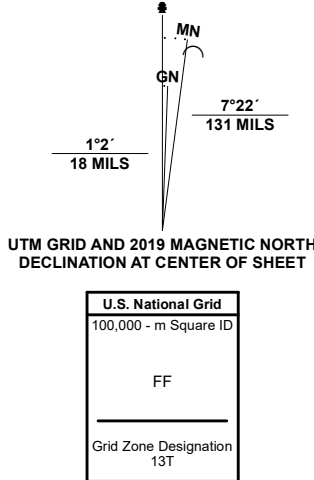 MN
GN
7°22´
131 MILS
1°2´
18 MILS
UTM GRID AND 2019 MAGNETIC NORTH
DECLINATION AT CENTER OF SHEET
U.S. National Grid
100,000 - m Square ID
FF
Grid Zone Designation
13T